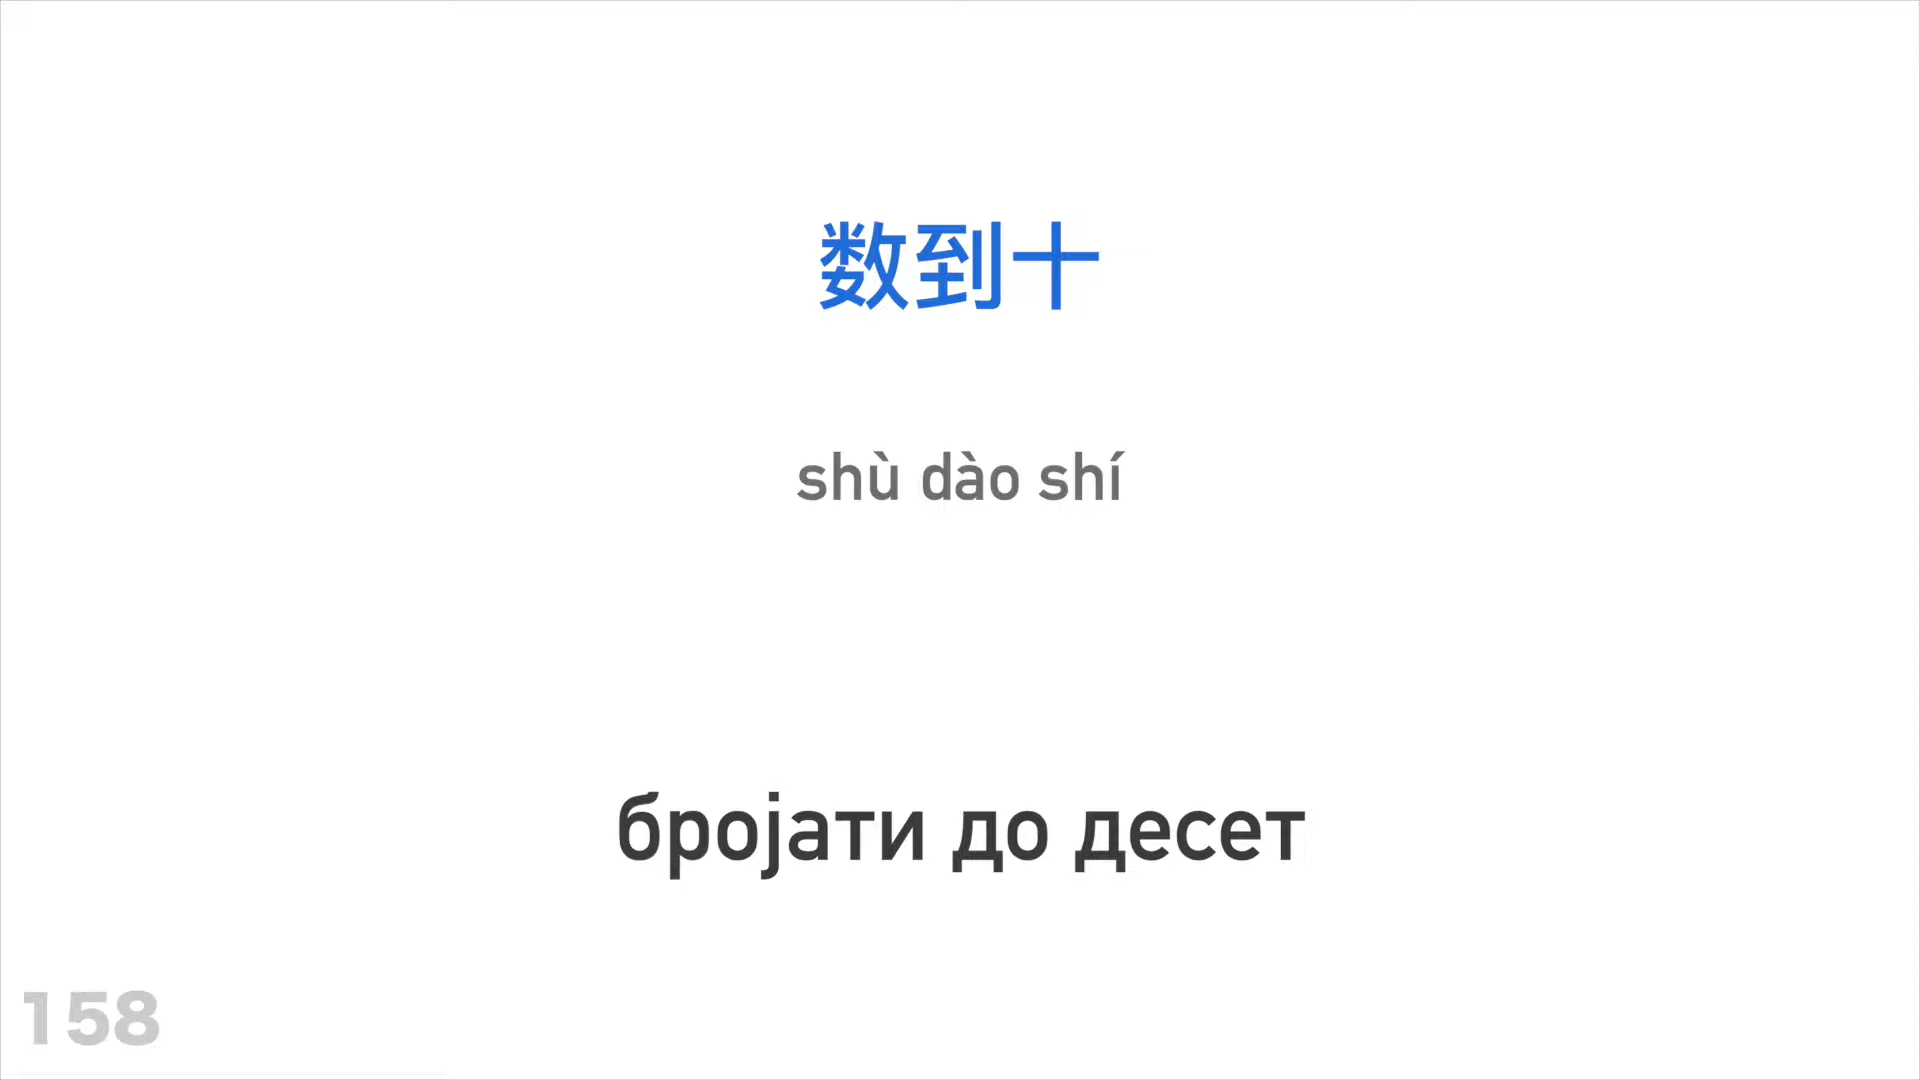 数到十
shù dào shí
бројати до десет
158